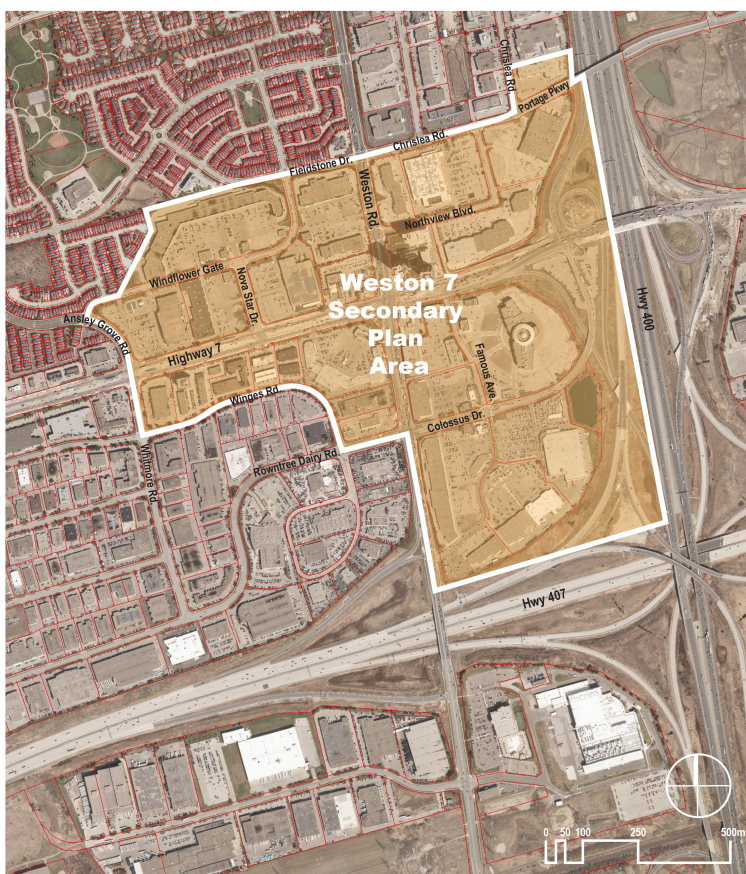 Chrislea Rd
Portage Pkwy
Chrislea Rd.
Fieldstone Dr.
Weston Rd.
Northview Blvd.
Windflower Gate
Nova Star Dr.
Weston 7
Secondary
Plan
Area
Hwy 400
Ansley Grove Rd
Highway 7
Famous Ave.
Winges Rd.
Colossus Dr.
Whitmore Rd
Rowntree Dairy Rd.
Hwy 407
0 50 100 250 500m